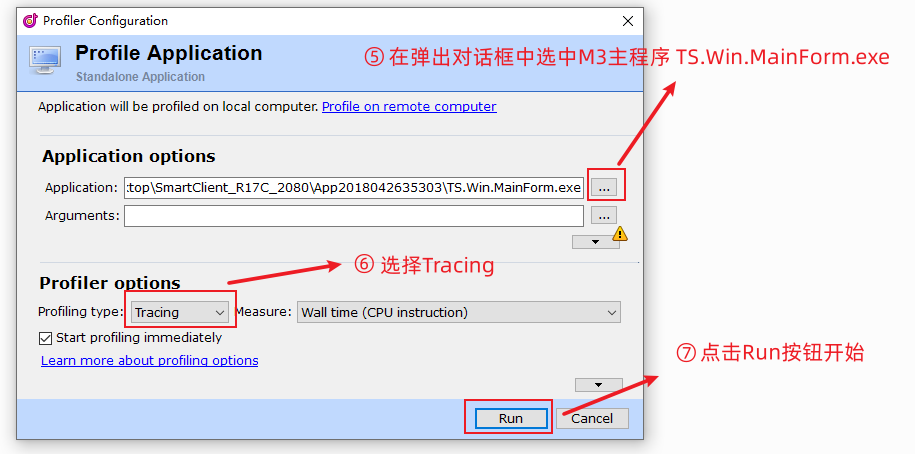 Profiler Configuration
Profile Application
Standalone Application
⑤ 在弹出对话框中选中M3主程序 TS.Win.MainForm.exe
Application will be profiled on local computer. Profile on remote computer
Application options
Application: :top\SmartClient_R17C_2080\App2018042635303\TS.Win.MainForm.exe ...
Arguments: ...
⑥ 选择Tracing
Profiler options
Profiling type: Tracing Measure: Wall time (CPU instruction)
Start profiling immediately
Learn more about profiling options
⑦ 点击Run按钮开始
Run Cancel